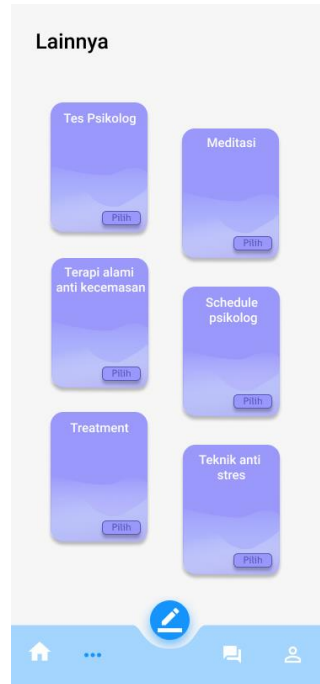 Lainnya
Tes Psikolog
Pilih
Meditasi
Pilih
Terapi alami
anti kecemasan
Pilih
Schedule
psikolog
Pilih
Treatment
Pilih
Teknik anti
stres
Pilih